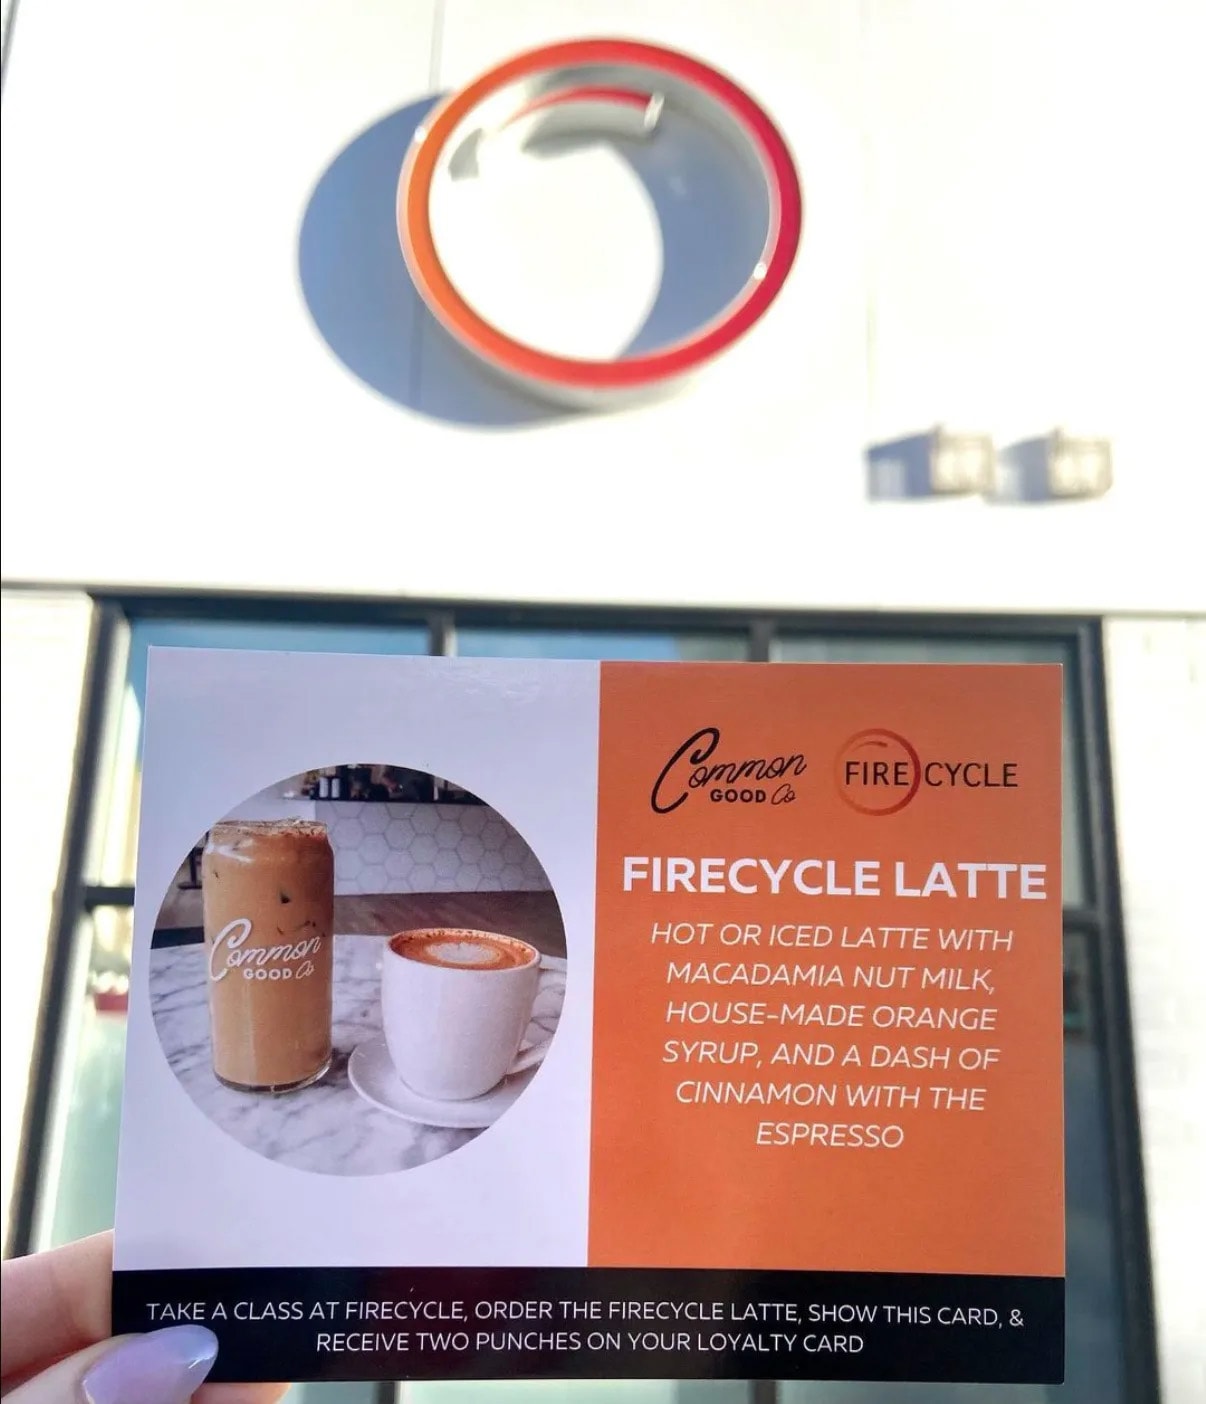 Common
GOOD Co
FIRECYCLE
FIRECYCLE LATTE
HOT OR ICED LATTE WITH
MACADAMIA NUT MILK,
HOUSE-MADE ORANGE
SYRUP, AND A DASH OF
CINNAMON WITH THE
ESPRESSO
Common
GOOD Co
TAKE A CLASS AT FIRECYCLE, ORDER THE FIRECYCLE LATTE, SHOW THIS CARD, &
RECEIVE TWO PUNCHES ON YOUR LOYALTY CARD